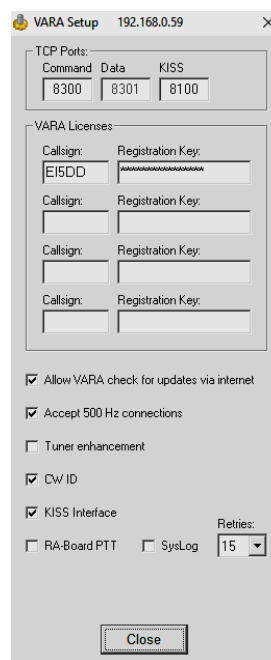 VARA Setup 192.168.0.59
TCP Ports:
Command Data KISS
8300 8301 8100
VARA Licenses
Callsign: Registration Key:
EI5DD ****************
Callsign: Registration Key:
Callsign: Registration Key:
Callsign: Registration Key:
Allow VARA check for updates via internet
Accept 500 Hz connections
Tuner enhancement
CW ID
KISS Interface
Retries:
RA-Board PTT SysLog 15
Close